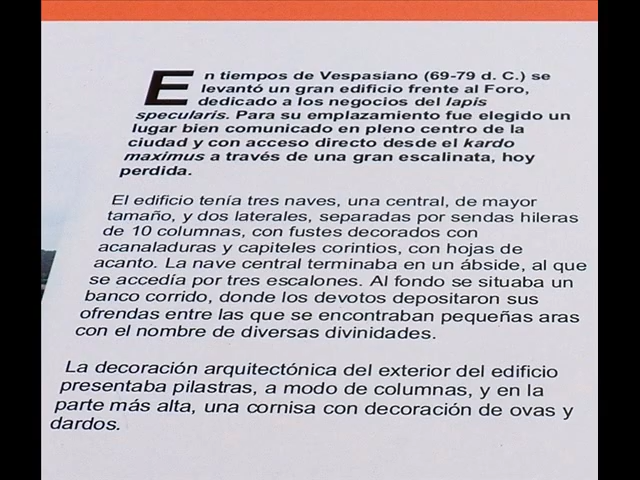 En tiempos de Vespasiano (69-79 d. C.) se
levantó un gran edificio frente al Foro,
dedicado a los negocios del lapis
specularis. Para su emplazamiento fue elegido un
lugar bien comunicado en pleno centro de la
ciudad y con acceso directo desde el kardo
maximus a través de una gran escalinata, hoy
perdida.
El edificio tenía tres naves, una central, de mayor
tamaño, y dos laterales, separadas por sendas hileras
de 10 columnas, con fustes decorados con
acanaladuras y capiteles corintios, con hojas de
acanto. La nave central terminaba en un ábside, al que
se accedía por tres escalones. Al fondo se situaba un
banco corrido, donde los devotos depositaron sus
ofrendas entre las que se encontraban pequeñas aras
con el nombre de diversas divinidades.
La decoración arquitectónica del exterior del edificio
presentaba pilastras, a modo de columnas, y en la
parte más alta, una cornisa con decoración de ovas y
dardos.